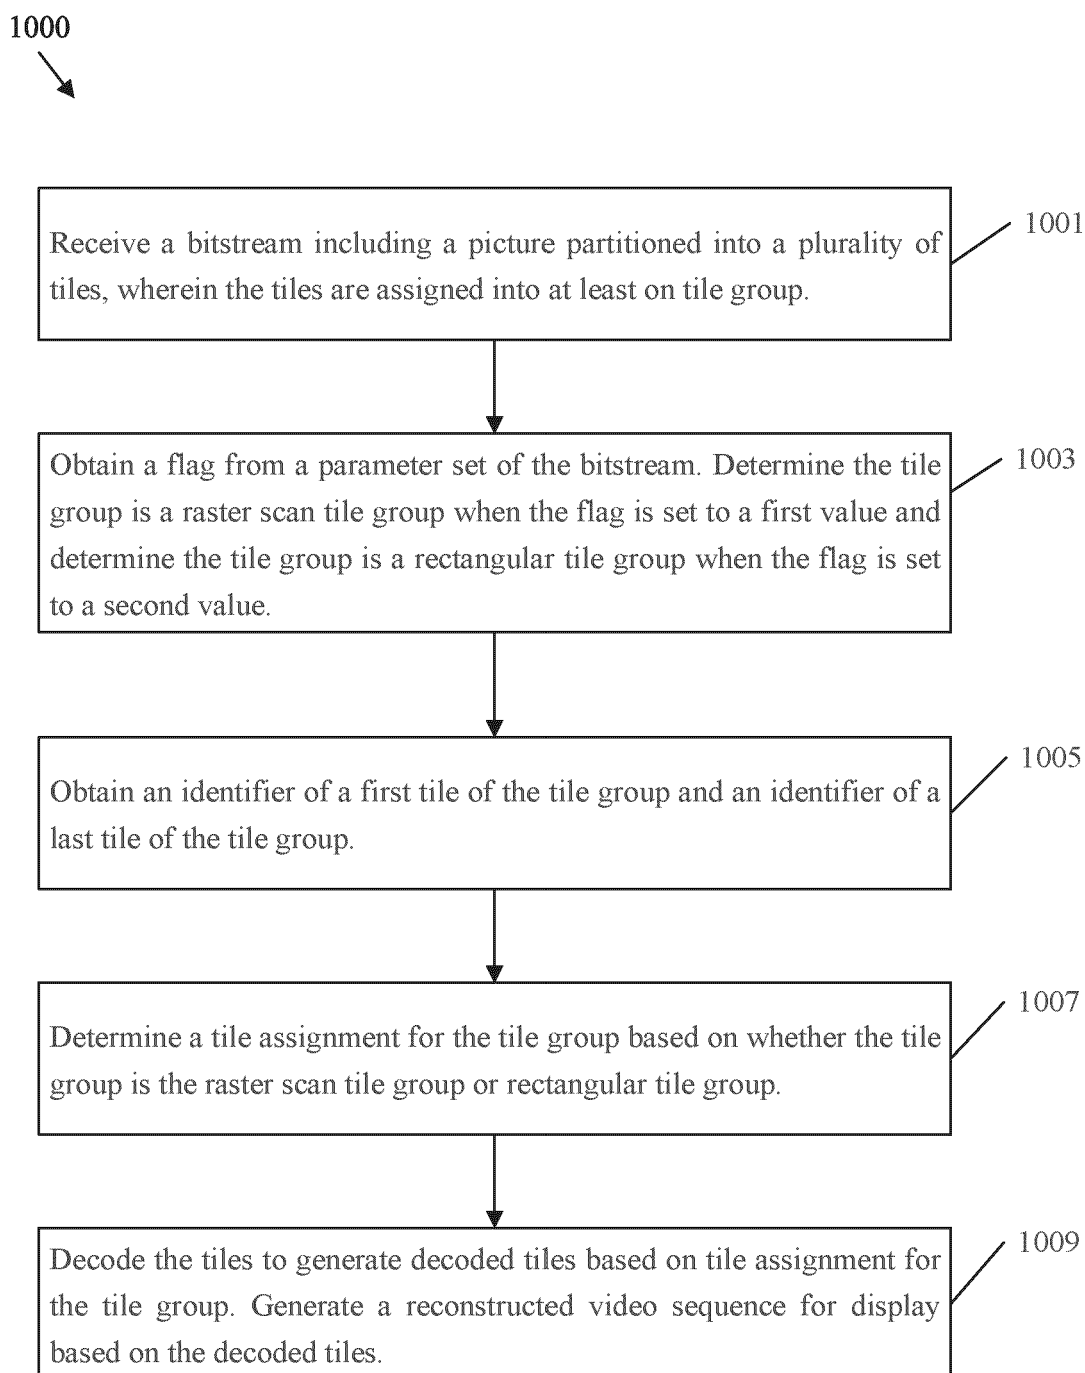 1000
1001
Receive a bitstream including a picture partitioned into a plurality of
tiles, wherein the tiles are assigned into at least on tile group.
1003
Obtain a flag from a parameter set of the bitstream. Determine the tile
group is a raster scan tile group when the flag is set to a first value and
determine the tile group is a rectangular tile group when the flag is set
to a second value.
1005
Obtain an identifier of a first tile of the tile group and an identifier of a
last tile of the tile group.
1007
Determine a tile assignment for the tile group based on whether the tile
group is the raster scan tile group or rectangular tile group.
1009
Decode the tiles to generate decoded tiles based on tile assignment for
the tile group. Generate a reconstructed video sequence for display
based on the decoded tiles.